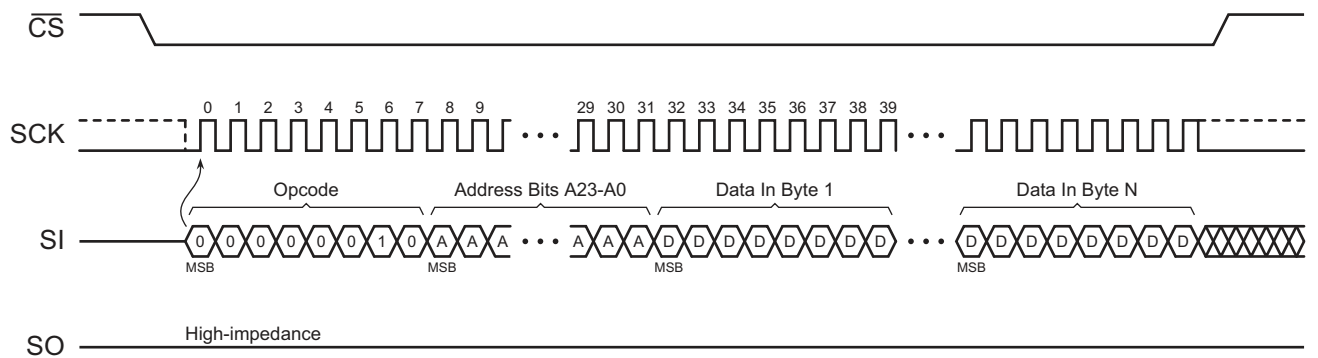 CS
0 1 2 3 4 5 6 7 8 9 29 30 31 32 33 34 35 36 37 38 39
SCK
Opcode Address Bits A23-A0 Data In Byte 1 Data In Byte N
SI 0 0 0 0 0 0 1 0 A A A A A A D D D D D D D D D D D D D D D D
MSB MSB MSB MSB
High-impedance
SO